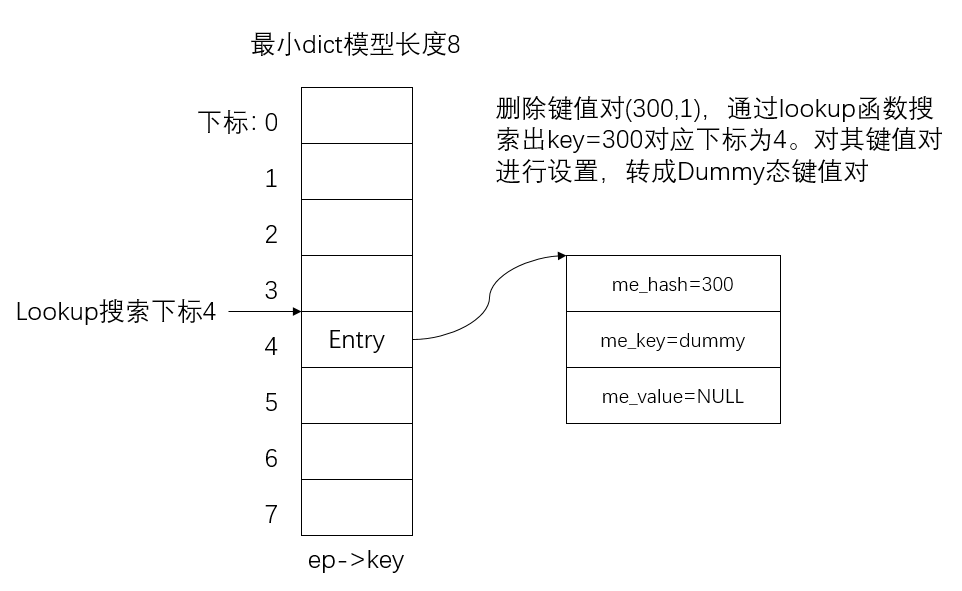 最小dict模型长度8
下标: 0
1
2
3
4
5
6
7
Lookup搜索下标4
Entry
ep->key
删除键值对(300,1)，通过lookup函数搜
索出key=300对应下标为4。对其键值对
进行设置，转成Dummy态键值对
me_hash=300
me_key=dummy
me_value=NULL